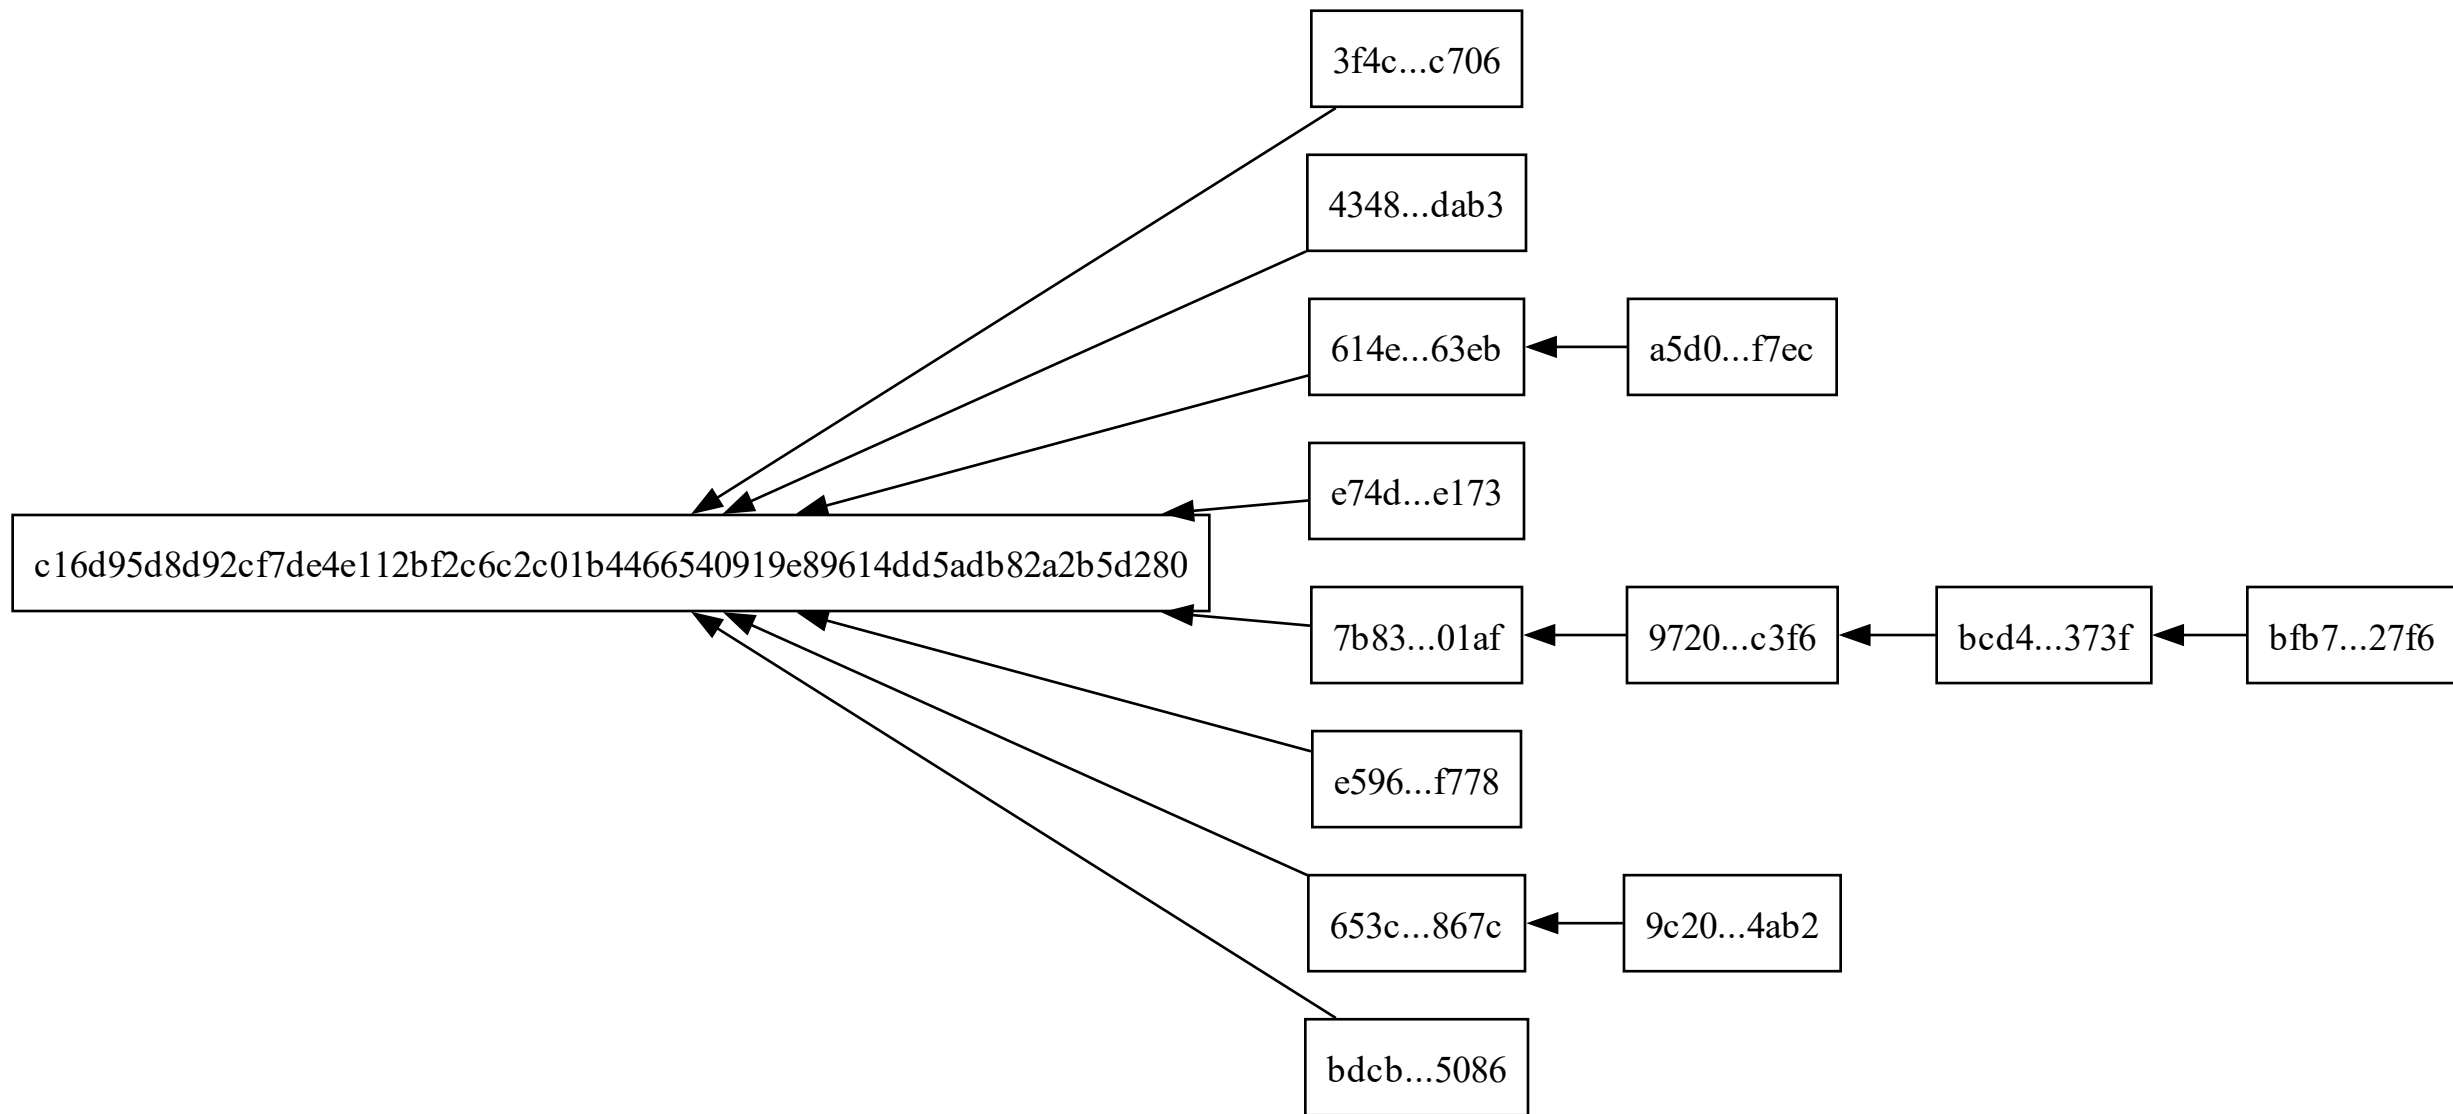 3f4c...c706
4348...dab3
614e...63eb
a5d0...f7ec
e74d...e173
c16d95d8d92cf7de4e112bf2c6c2c01b4466540919e89614dd5adb82a2b5d280
7b83...01af
9720...c3f6
bcd4...373f
bfb7...27f6
e596...f778
653c...867c
9c20...4ab2
bdcb...5086